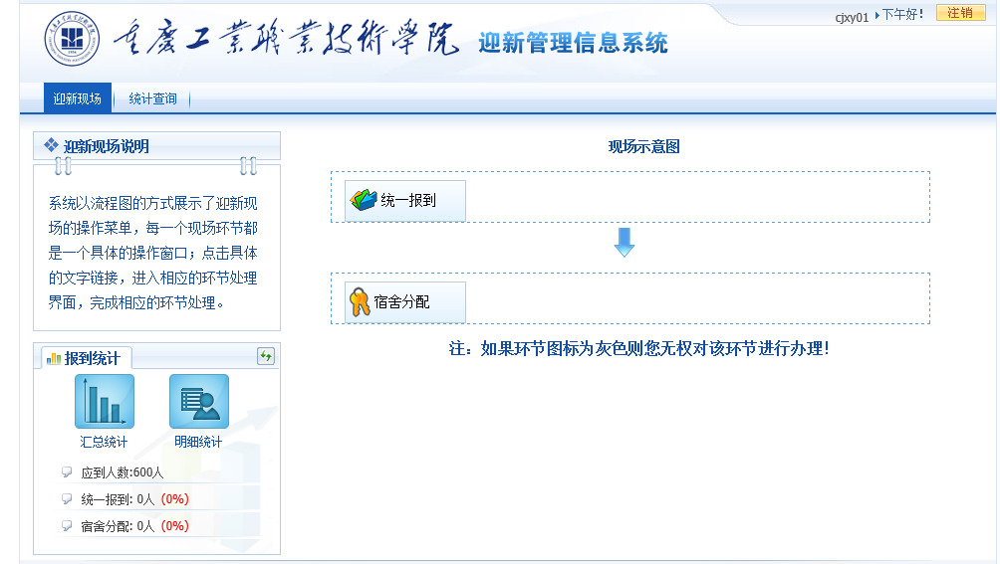 重庆工业职业技术学院 迎新管理信息系统
cjxy01 下午好! 注销
迎新现场 统计查询
迎新现场说明
系统以流程图的方式展示了迎新现
场的操作菜单，每一个现场环节都
是一个具体的操作窗口；点击具体
的文字链接，进入相应的环节处理
界面，完成相应的环节处理。
报到统计
汇总统计 明细统计
应到人数:600人
统一报到: 0人 (0%)
宿舍分配: 0人 (0%)
现场示意图
统一报到
宿舍分配
注：如果环节图标为灰色则您无权对该环节进行办理!